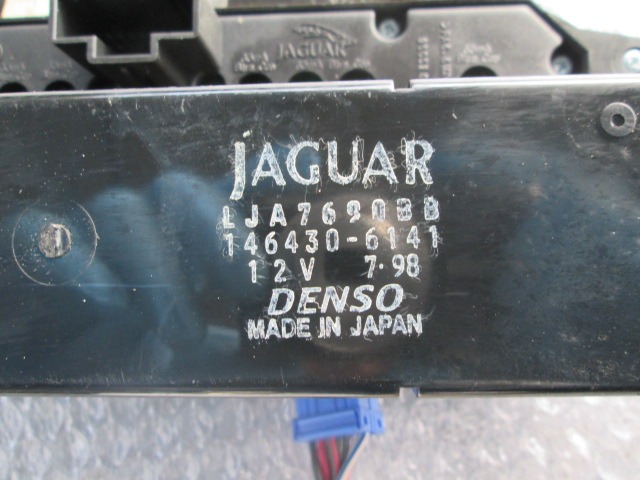 JAGUAR
JAGUAR
LJA7690BB
146430-6141
12V 7·98
DENSO
MADE IN JAPAN